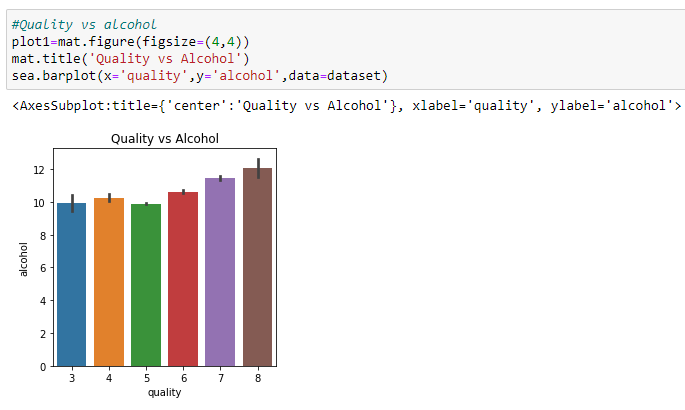 #Quality vs alcohol
plot1=mat.figure(figsize=(4,4))
mat.title('Quality vs Alcohol')
sea.barplot(x='quality',y='alcohol',data=dataset)
<AxesSubplot:title={'center':'Quality vs Alcohol'}, xlabel='quality', ylabel='alcohol'>
Quality vs Alcohol
12
10
8
6
4
2
0
alcohol
3 4 5 6 7 8
quality